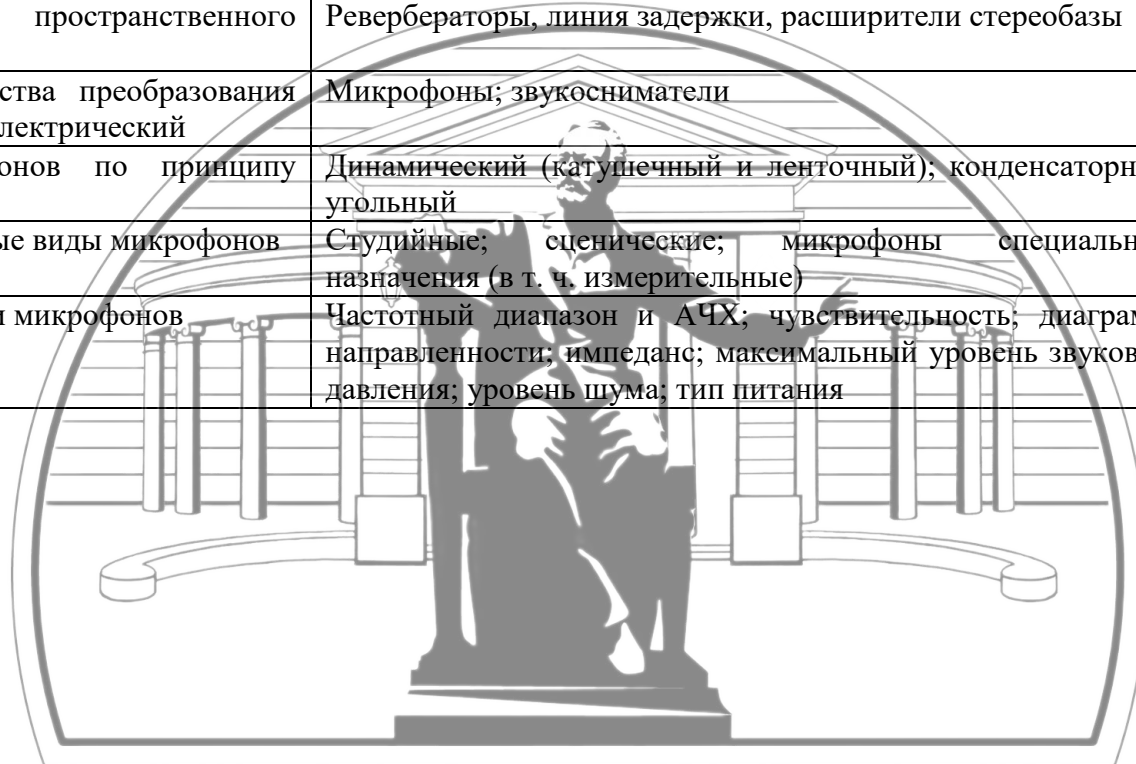 пространственного Ревербераторы, линия задержки, расширители стереобазы
ства преобразования Микрофоны; звукосниматели
лектрический
онов по принципу Динамический (катушечный и ленточный); конденсаторн
угольный
ые виды микрофонов Студийные; сценические; микрофоны специальн
назначения (в т. ч. измерительные)
и микрофонов Частотный диапазон и АЧХ; чувствительность; диаграм
направленности; импеданс; максимальный уровень звуков
давления; уровень шума; тип питания